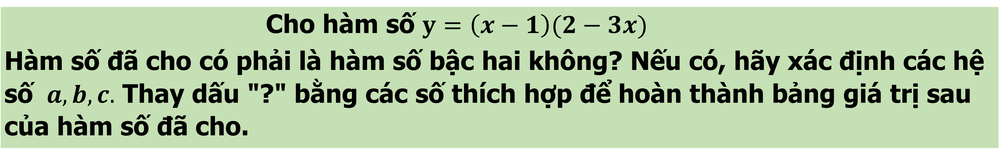 Cho hàm số y = (x − 1)(2 − 3x)
Hàm số đã cho có phải là hàm số bậc hai không? Nếu có, hãy xác định các hệ
số a, b, c. Thay dấu "?" bằng các số thích hợp để hoàn thành bảng giá trị sau
của hàm số đã cho.